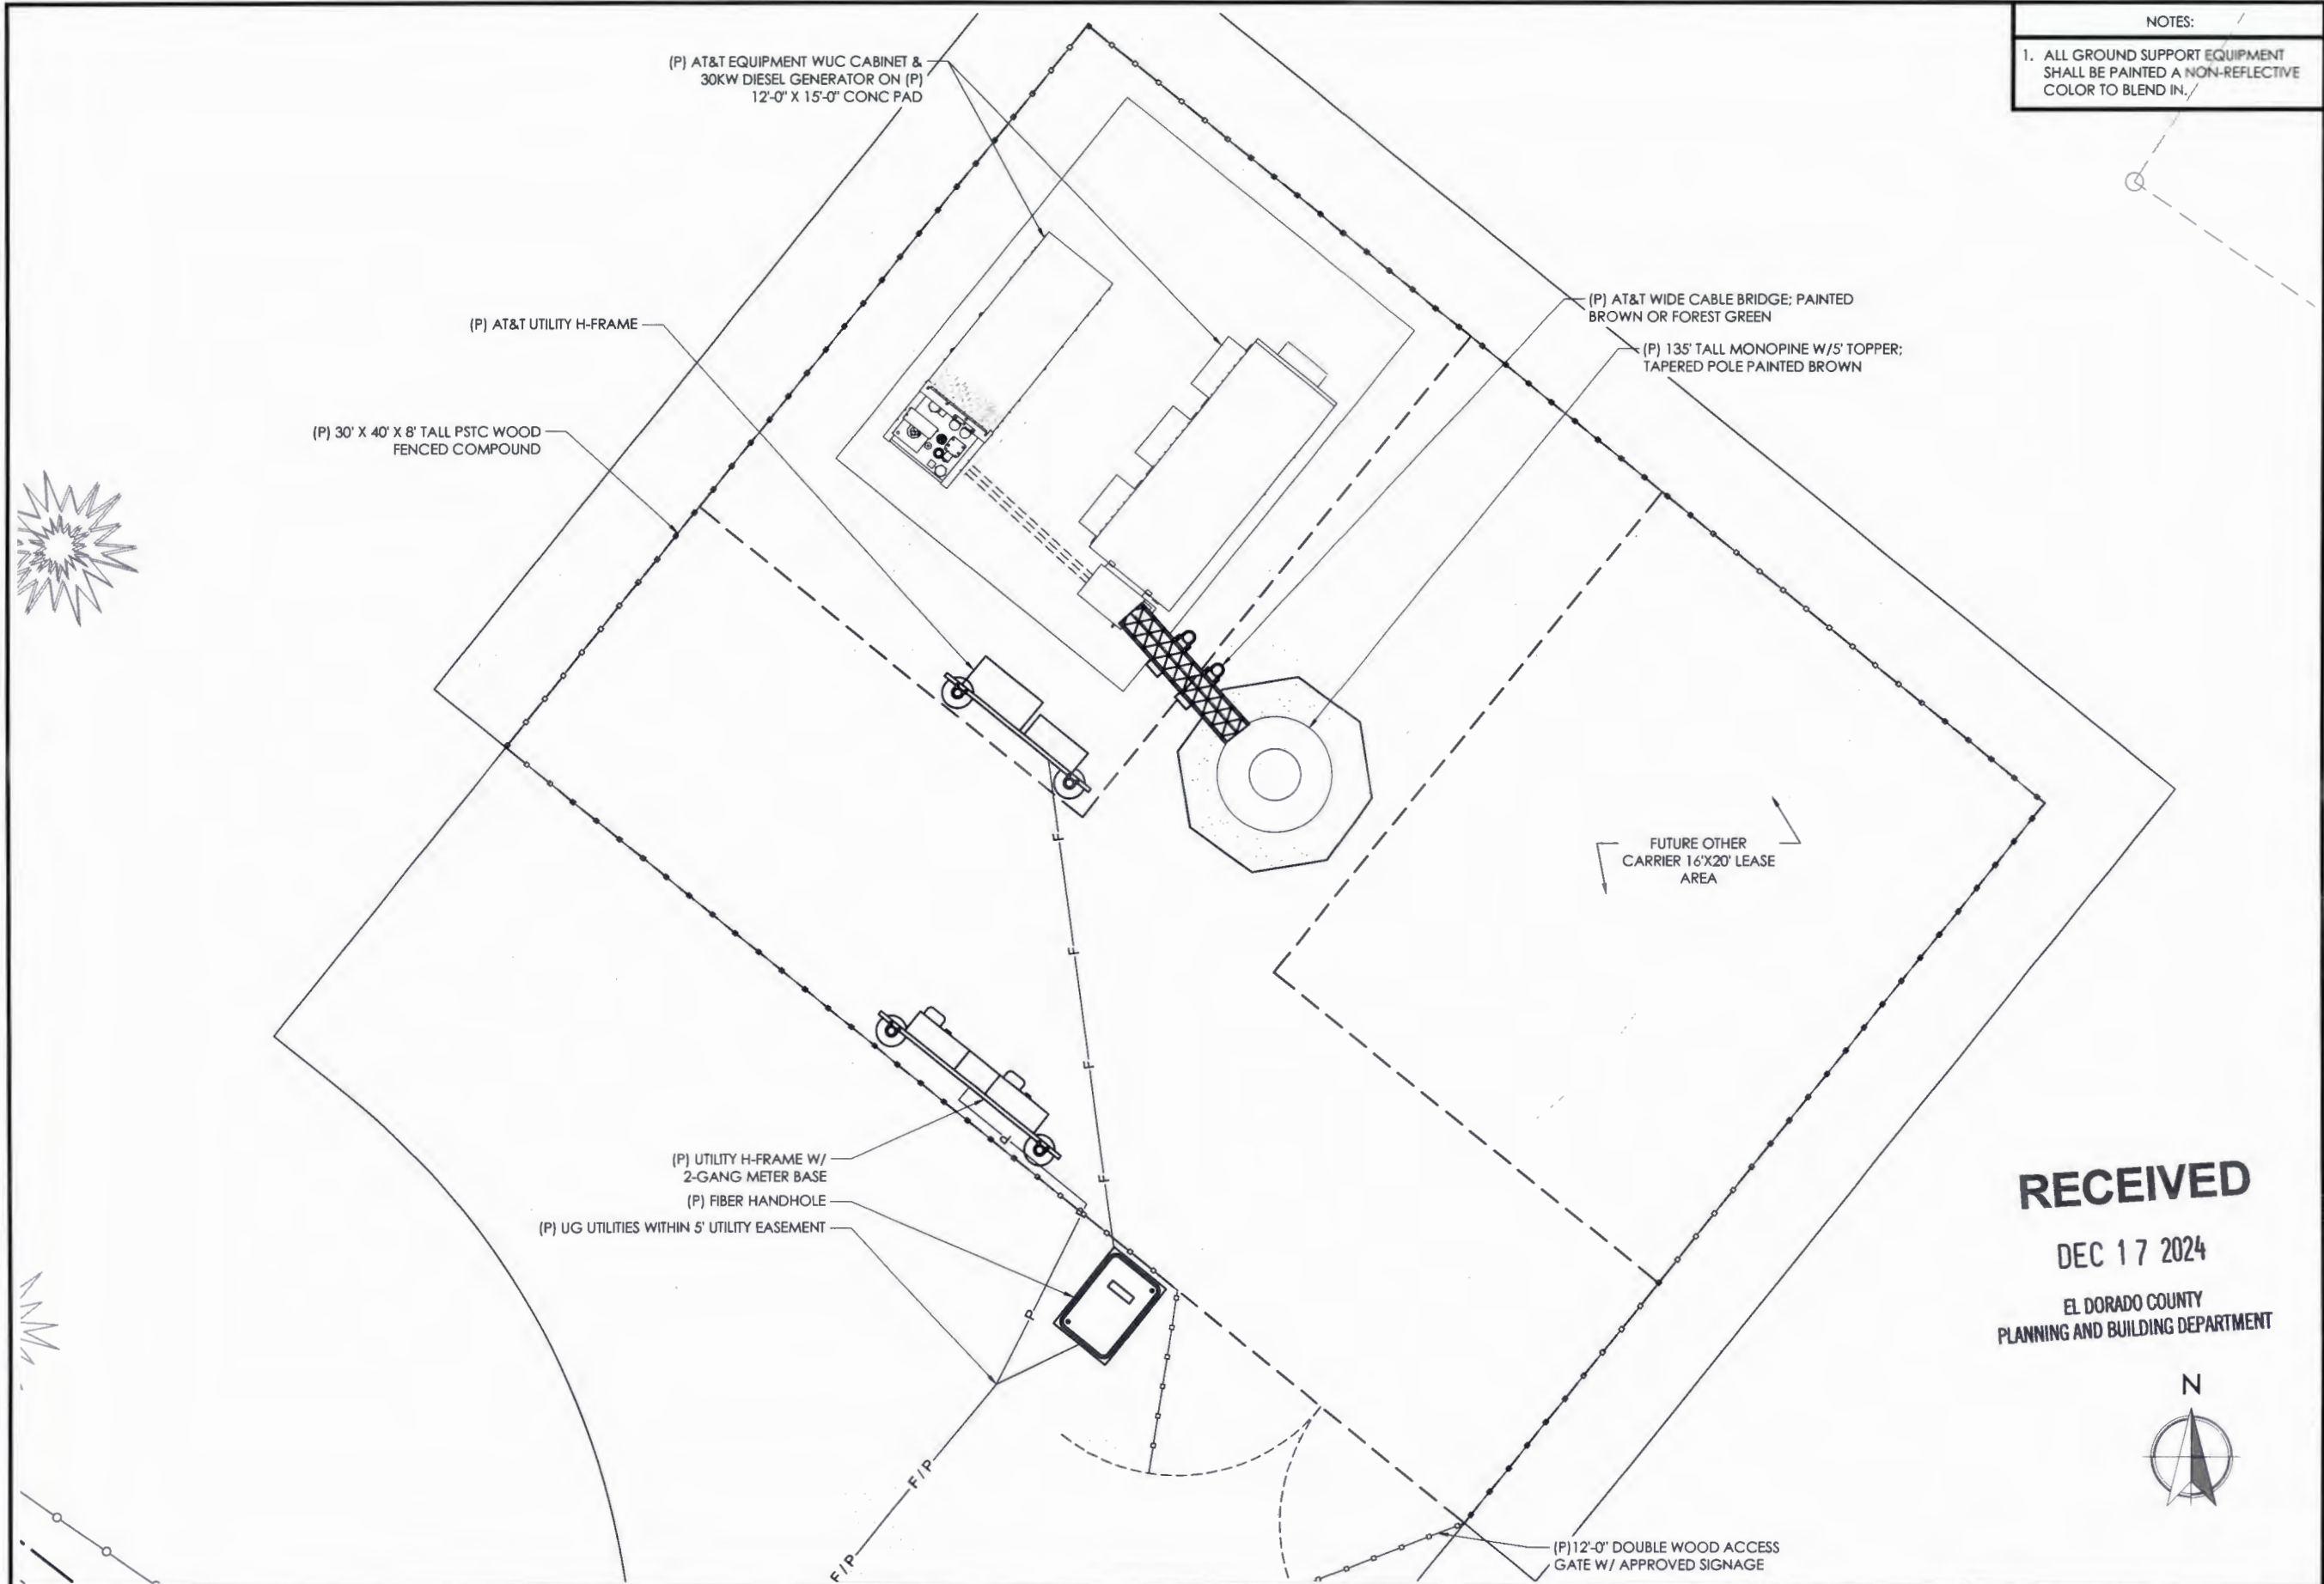 NOTES:
1. ALL GROUND SUPPORT EQUIPMENT
SHALL BE PAINTED A NON-REFLECTIVE
COLOR TO BLEND IN.
(P) AT&T EQUIPMENT WUC CABINET &
30KW DIESEL GENERATOR ON (P)
12'-0" X 15'-0" CONC PAD
(P) AT&T UTILITY H-FRAME
(P) 30' X 40' X 8' TALL PSTC WOOD
FENCED COMPOUND
(P) AT&T WIDE CABLE BRIDGE; PAINTED
BROWN OR FOREST GREEN
(P) 135' TALL MONOPINE W/5' TOPPER;
TAPERED POLE PAINTED BROWN
FUTURE OTHER
CARRIER 16'X20' LEASE
AREA
F
F
F
F
P
P
P
(P) UTILITY H-FRAME W/
2-GANG METER BASE
(P) FIBER HANDHOLE
(P) UG UTILITIES WITHIN 5' UTILITY EASEMENT
F/P
F/P
(P)12'-0" DOUBLE WOOD ACCESS
GATE W/ APPROVED SIGNAGE
RECEIVED
DEC 17 2024
EL DORADO COUNTY
PLANNING AND BUILDING DEPARTMENT
N